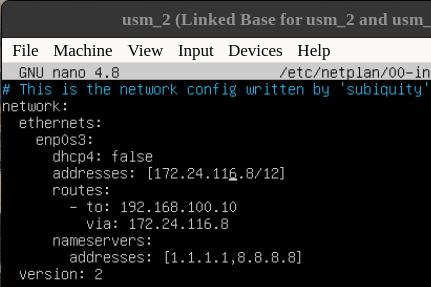 usm_2 (Linked Base for usm_2 and usm_
File Machine View Input Devices Help
GNU nano 4.8 /etc/netplan/00-in
# This is the network config written by 'subiquity'
network:
  ethernets:
    enp0s3:
      dhcp4: false
      addresses: [172.24.116.8/12]
      routes:
        - to: 192.168.100.10
          via: 172.24.116.8
      nameservers:
        addresses: [1.1.1.1,8.8.8.8]
  version: 2